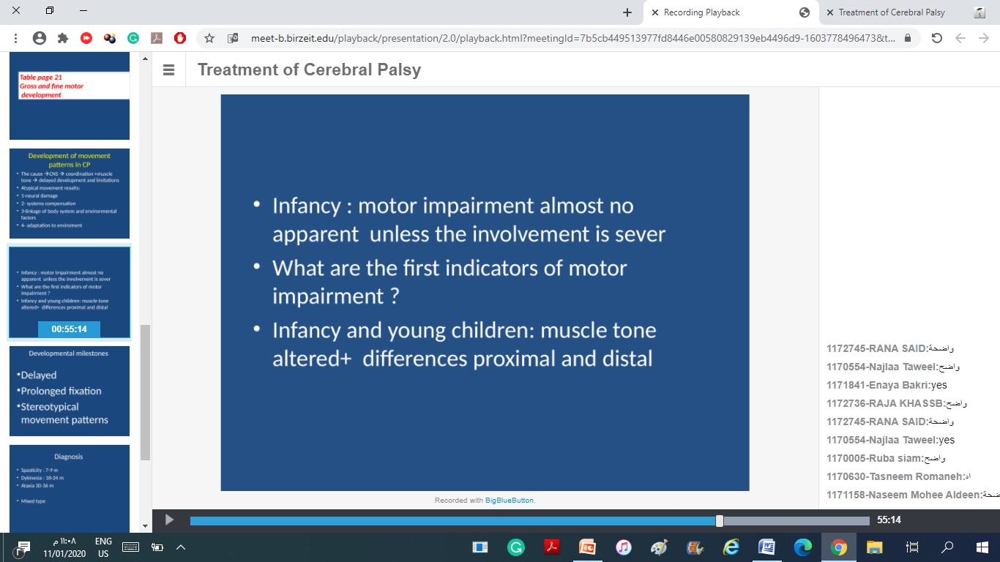 Recording Playback
Treatment of Cerebral Palsy
meet-b.birzeit.edu/playback/presentation/2.0/playback.html?meetingId=7b5cb449513977fd8446e00580829139eb4496d9-1603778496473&t...
Table page 21
Gross and fine motor
development
Development of movement
patterns in CP
• The cause →CNS → coordination +muscle
tone → delayed development and limitations
• Atypical movement results:
• 1-neural damage
• 2- systems compensation
• 3-linkage of body system and environmental
factors
• 4- adaptation to enviroment
• Infancy : motor impairment almost no
apparent unless the involvement is sever
• What are the first indicators of motor
impairment ?
• Infancy and young children: muscle tone
altered+ differences proximal and distal
00:55:14
Developmental milestones
•Delayed
•Prolonged fixation
•Stereotypical
movement patterns
Diagnosis
• Spasticity : 7-9 m
• Dykinesia : 18-24 m
• Ataxia 30-36 m
• Mixed type
Treatment of Cerebral Palsy
• Infancy : motor impairment almost no
apparent unless the involvement is sever
• What are the first indicators of motor
impairment ?
• Infancy and young children: muscle tone
altered+ differences proximal and distal
Recorded with BigBlueButton.
55:14
1172745-RANA SAID:واضحة
1170554-Najlaa Taweel:واضح
1171841-Enaya Bakri:yes
1172736-RAJA KHASSB:واضح
1172745-RANA SAID:واضحة
1170554-Najlaa Taweel:yes
1170005-Ruba siam:واضح
1170630-Tasneem Romaneh:اه
1171158-Naseem Mohee Aldeen:
١١:٠٨ م
11/01/2020
ENG
US